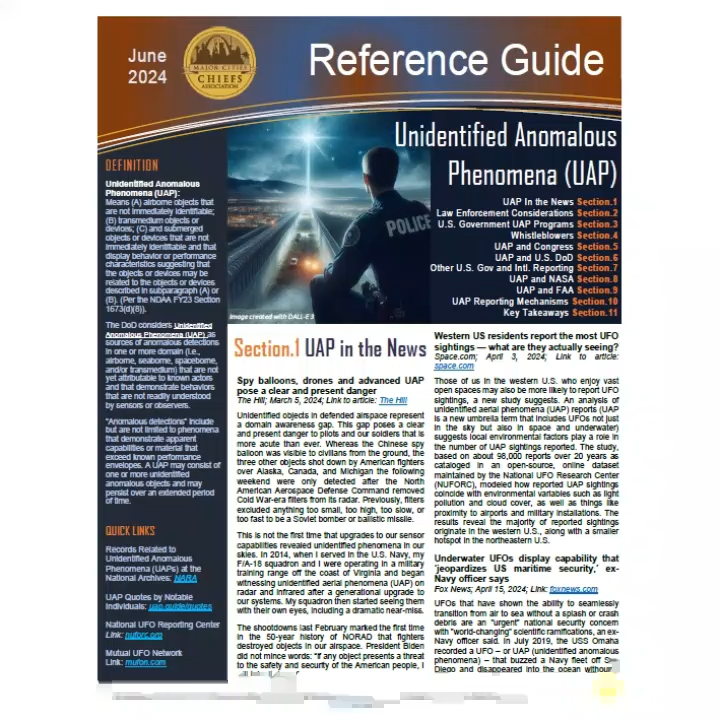 June
2024
MAJOR CITIES
CHIEFS
ASSOCIATION
Reference Guide
Unidentified Anomalous
Phenomena (UAP)
UAP In the News Section.1
Law Enforcement Considerations Section.2
U.S. Government UAP Programs Section.3
Whistleblowers Section.4
UAP and Congress Section.5
UAP and U.S. DoD Section.6
Other U.S. Gov and Intl. Reporting Section.7
UAP and NASA Section.8
UAP and FAA Section.9
UAP Reporting Mechanisms Section.10
Key Takeaways Section.11
POLICE
Image created with DALL-E 3
DEFINITION
Unidentified Anomalous
Phenomena (UAP):
Means (A) airborne objects that
are not immediately identifiable;
(B) transmedium objects or
devices; (C) and submerged
objects or devices that are not
immediately identifiable and that
display behavior or performance
characteristics suggesting that
the objects or devices may be
related to the objects or devices
described in subparagraph (A) or
(B). (Per the NDAA FY23 Section
1673(d)(8)).
The DoD considers Unidentified
Anomalous Phenomena (UAP) as
sources of anomalous detections
in one or more domain (i.e.,
airborne, seaborne, spaceborne,
and/or transmedium) that are not
yet attributable to known actors
and that demonstrate behaviors
that are not readily understood
by sensors or observers.
"Anomalous detections" include
but are not limited to phenomena
that demonstrate apparent
capabilities or material that
exceed known performance
envelopes. A UAP may consist of
one or more unidentified
anomalous objects and may
persist over an extended period
of time.
QUICK LINKS
Records Related to
Unidentified Anomalous
Phenomena (UAPs) at the
National Archives: NARA
UAP Quotes by Notable
Individuals: uap.guide/quotes
National UFO Reporting Center
Link: nuforc.org
Mutual UFO Network
Link: mufon.com
Section.1 UAP in the News
Spy balloons, drones and advanced UAP
pose a clear and present danger
The Hill; March 5, 2024; Link to article: The Hill
Unidentified objects in defended airspace represent
a domain awareness gap. This gap poses a clear
and present danger to pilots and our soldiers that is
more acute than ever. Whereas the Chinese spy
balloon was visible to civilians from the ground,
the three other objects shot down by American fighters
over Alaska, Canada, and Michigan the following
weekend were only detected after the North
American Aerospace Defense Command removed
Cold War-era filters from its radar. Previously, filters
excluded anything too small, too high, too slow, or
too fast to be a Soviet bomber or ballistic missile.
This is not the first time that upgrades to our sensor
capabilities revealed unidentified phenomena in our
skies. In 2014, when I served in the U.S. Navy, my
F/A-18 squadron and I were operating in a military
training range off the coast of Virginia and began
witnessing unidentified aerial phenomena (UAP) on
radar and infrared after a generational upgrade to
our systems. My squadron then started seeing them
with their own eyes, including a dramatic near-miss.
The shootdowns last February marked the first time
in the 50-year history of NORAD that fighters
destroyed objects in our airspace. President Biden
did not mince words: "If any object presents a threat
to the safety and security of the American people, I
Western US residents report the most UFO
sightings — what are they actually seeing?
Space.com; April 3, 2024; Link to article:
space.com
Those of us in the western U.S. who enjoy vast
open spaces may also be more likely to report UFO
sightings, a new study suggests. An analysis of
unidentified aerial phenomena (UAP) reports (UAP
is a new umbrella term that includes UFOs not just
in the sky but also in space and underwater)
suggests local environmental factors play a role in
the number of UAP sightings reported. The study,
based on about 98,000 reports over 20 years as
cataloged in an open-source, online dataset
maintained by the National UFO Research Center
(NUFORC), modeled how reported UAP sightings
coincide with environmental variables such as light
pollution and cloud cover, as well as things like
proximity to airports and military installations. The
results reveal the majority of reported sightings
originate in the western U.S., along with a smaller
hotspot in the northeastern U.S.
Underwater UFOs display capability that
'jeopardizes US maritime security,' ex-
Navy officer says
Fox News; April 15, 2024; Link: foxnews.com
UFOs that have shown the ability to seamlessly
transition from air to sea without a splash or crash
debris are an "urgent" national security concern
with "world-changing" scientific ramifications, an ex-
Navy officer said. In July 2019, the USS Omaha
recorded a UFO – or UAP (unidentified anomalous
phenomena) – that buzzed a Navy fleet off San
Diego and disappeared into the ocean without